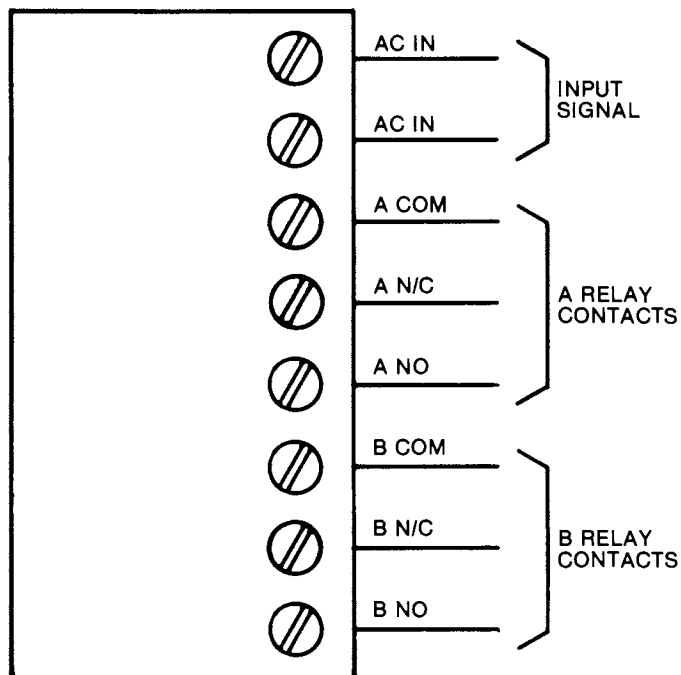 AC IN
AC IN
INPUT
SIGNAL
A COM
A N/C
A NO
A RELAY
CONTACTS
B COM
B N/C
B NO
B RELAY
CONTACTS